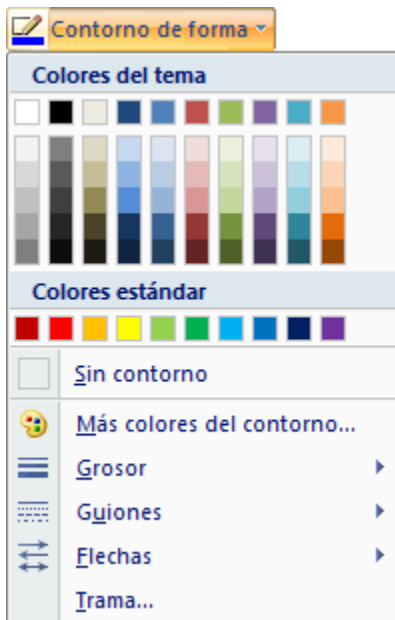 Contorno de forma
Colores del tema
Colores estándar
Sin contorno
Más colores del contorno...
Grosor
Guiones
Flechas
Trama...